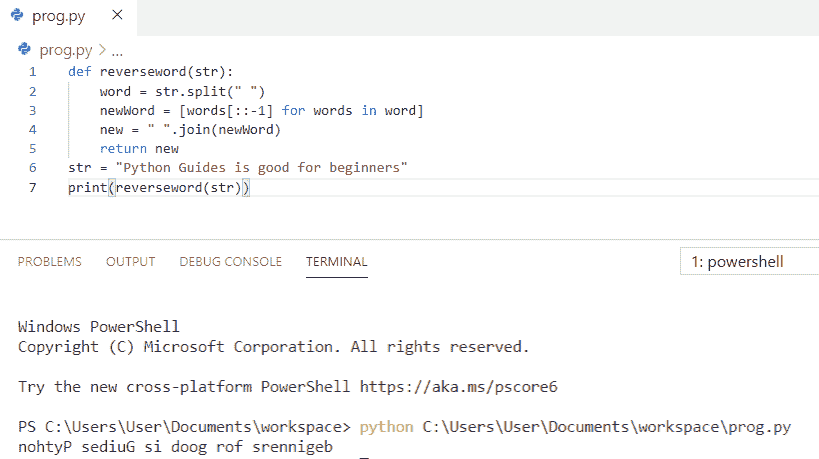 prog.py ×
prog.py > ...
1 def reverseword(str):
2     word = str.split(" ")
3     newWord = [words[::-1] for words in word]
4     new = " ".join(newWord)
5     return new
6 str = "Python Guides is good for beginners"
7 print(reverseword(str))
PROBLEMS OUTPUT DEBUG CONSOLE TERMINAL 1: powershell
Windows PowerShell
Copyright (C) Microsoft Corporation. All rights reserved.
Try the new cross-platform PowerShell https://aka.ms/pscore6
PS C:\Users\User\Documents\workspace> python C:\Users\User\Documents\workspace\prog.py
nohtyP sediuG si doog rof srennigeb